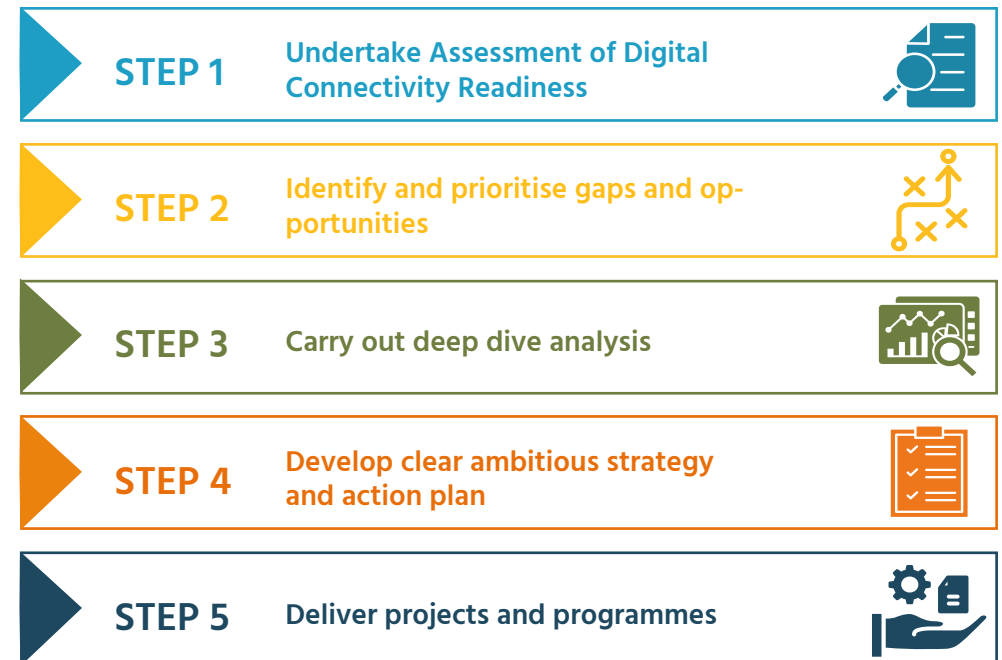 STEP 1
Undertake Assessment of Digital
Connectivity Readiness
STEP 2
Identify and prioritise gaps and op-
portunities
STEP 3
Carry out deep dive analysis
STEP 4
Develop clear ambitious strategy
and action plan
STEP 5
Deliver projects and programmes